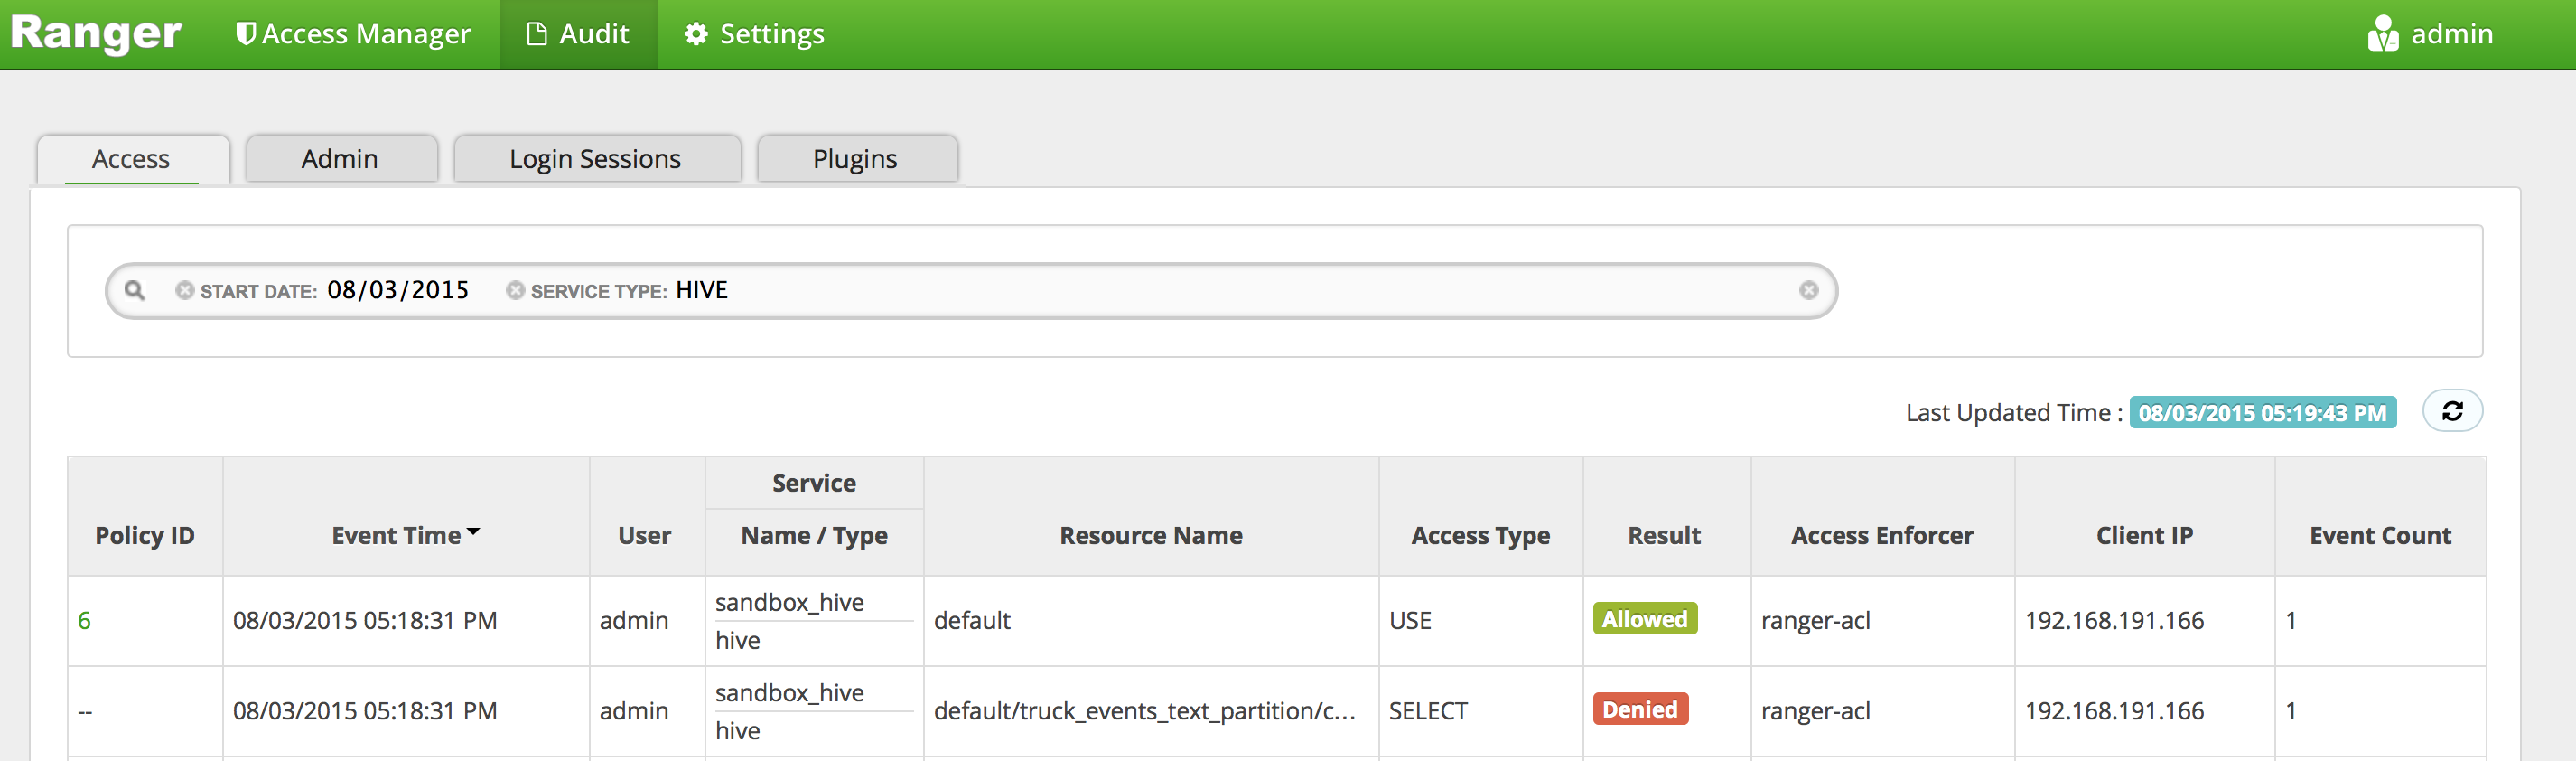 Ranger Access Manager Audit Settings admin
Access Admin Login Sessions Plugins
START DATE: 08/03/2015 SERVICE TYPE: HIVE
Last Updated Time : 08/03/2015 05:19:43 PM
Service
Policy ID Event Time User Name / Type Resource Name Access Type Result Access Enforcer Client IP Event Count
sandbox_hive
6 08/03/2015 05:18:31 PM admin default USE Allowed ranger-acl 192.168.191.166 1
hive
sandbox_hive
-- 08/03/2015 05:18:31 PM admin default/truck_events_text_partition/c... SELECT Denied ranger-acl 192.168.191.166 1
hive